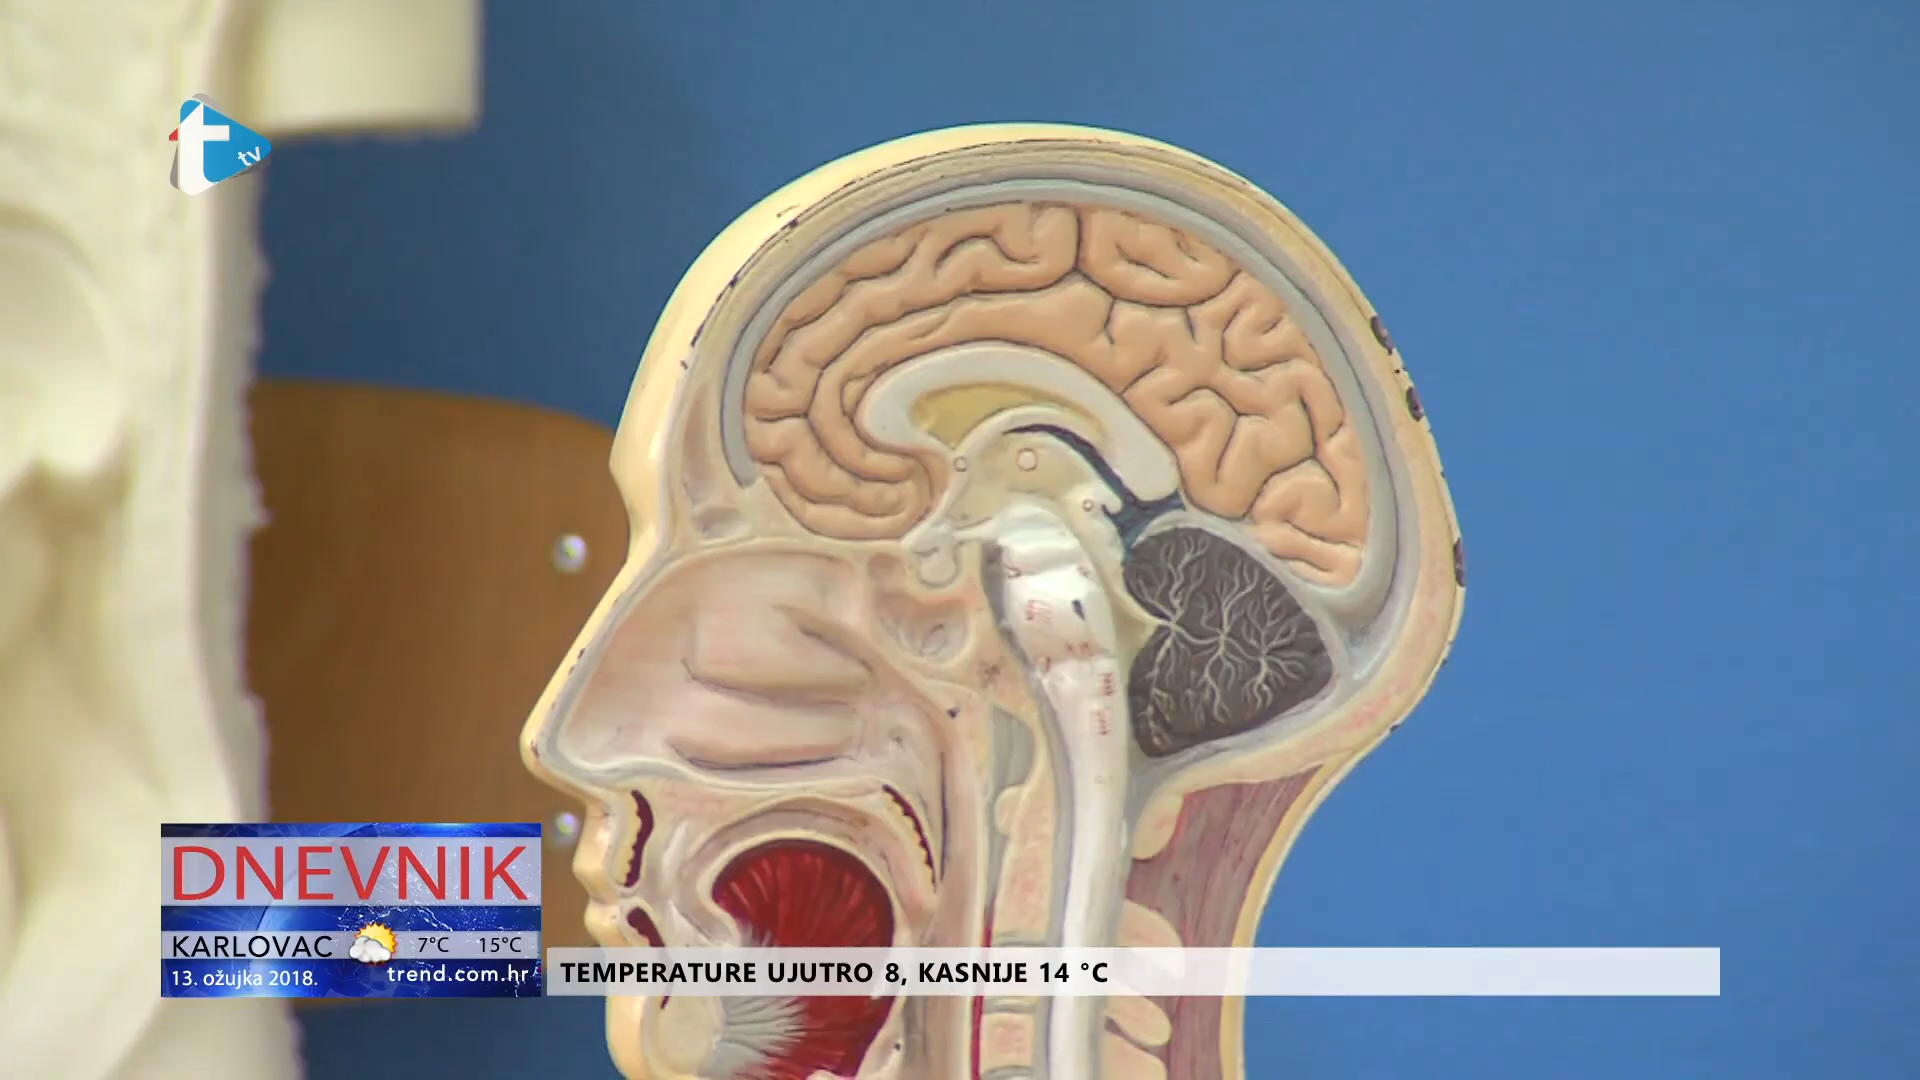 t tv
DNEVNIK
KARLOVAC 7°C 15°C
13. ožujka 2018. trend.com.hr
TEMPERATURE UJUTRO 8, KASNIJE 14 °C